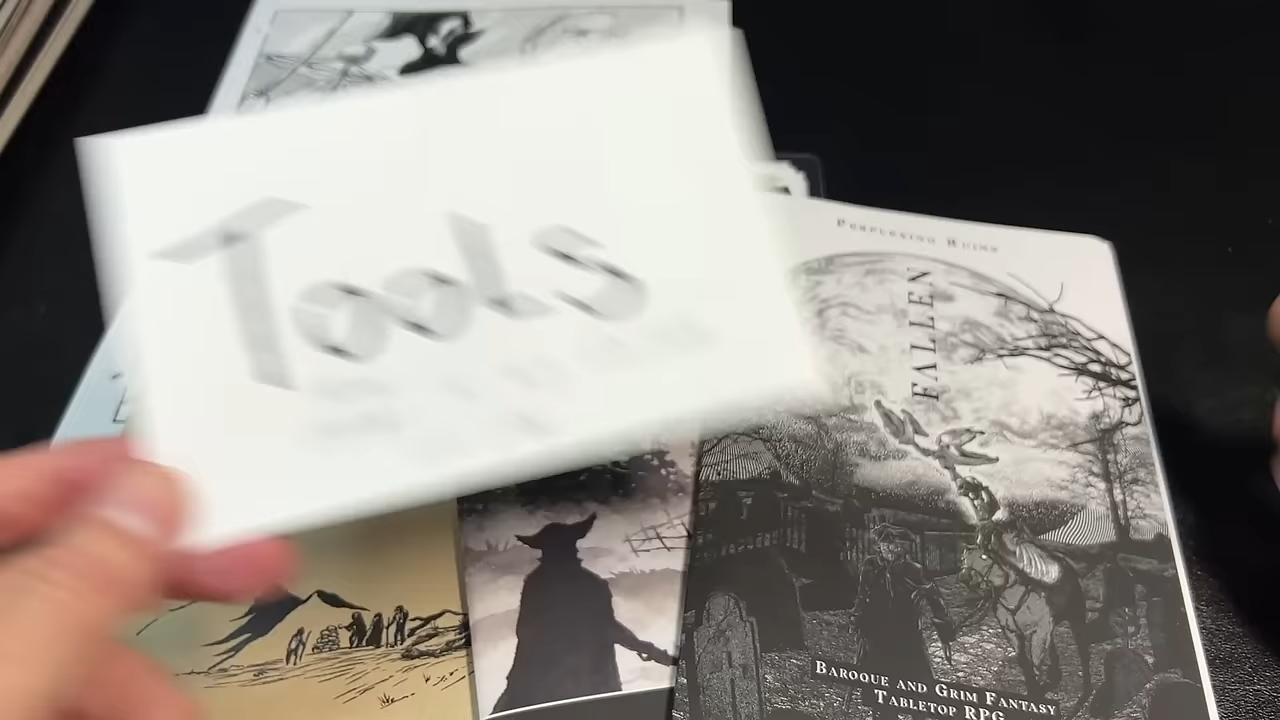 Tools
Perplexing Ruins
FALLEN
Baroque and Grim Fantasy
Tabletop RPG